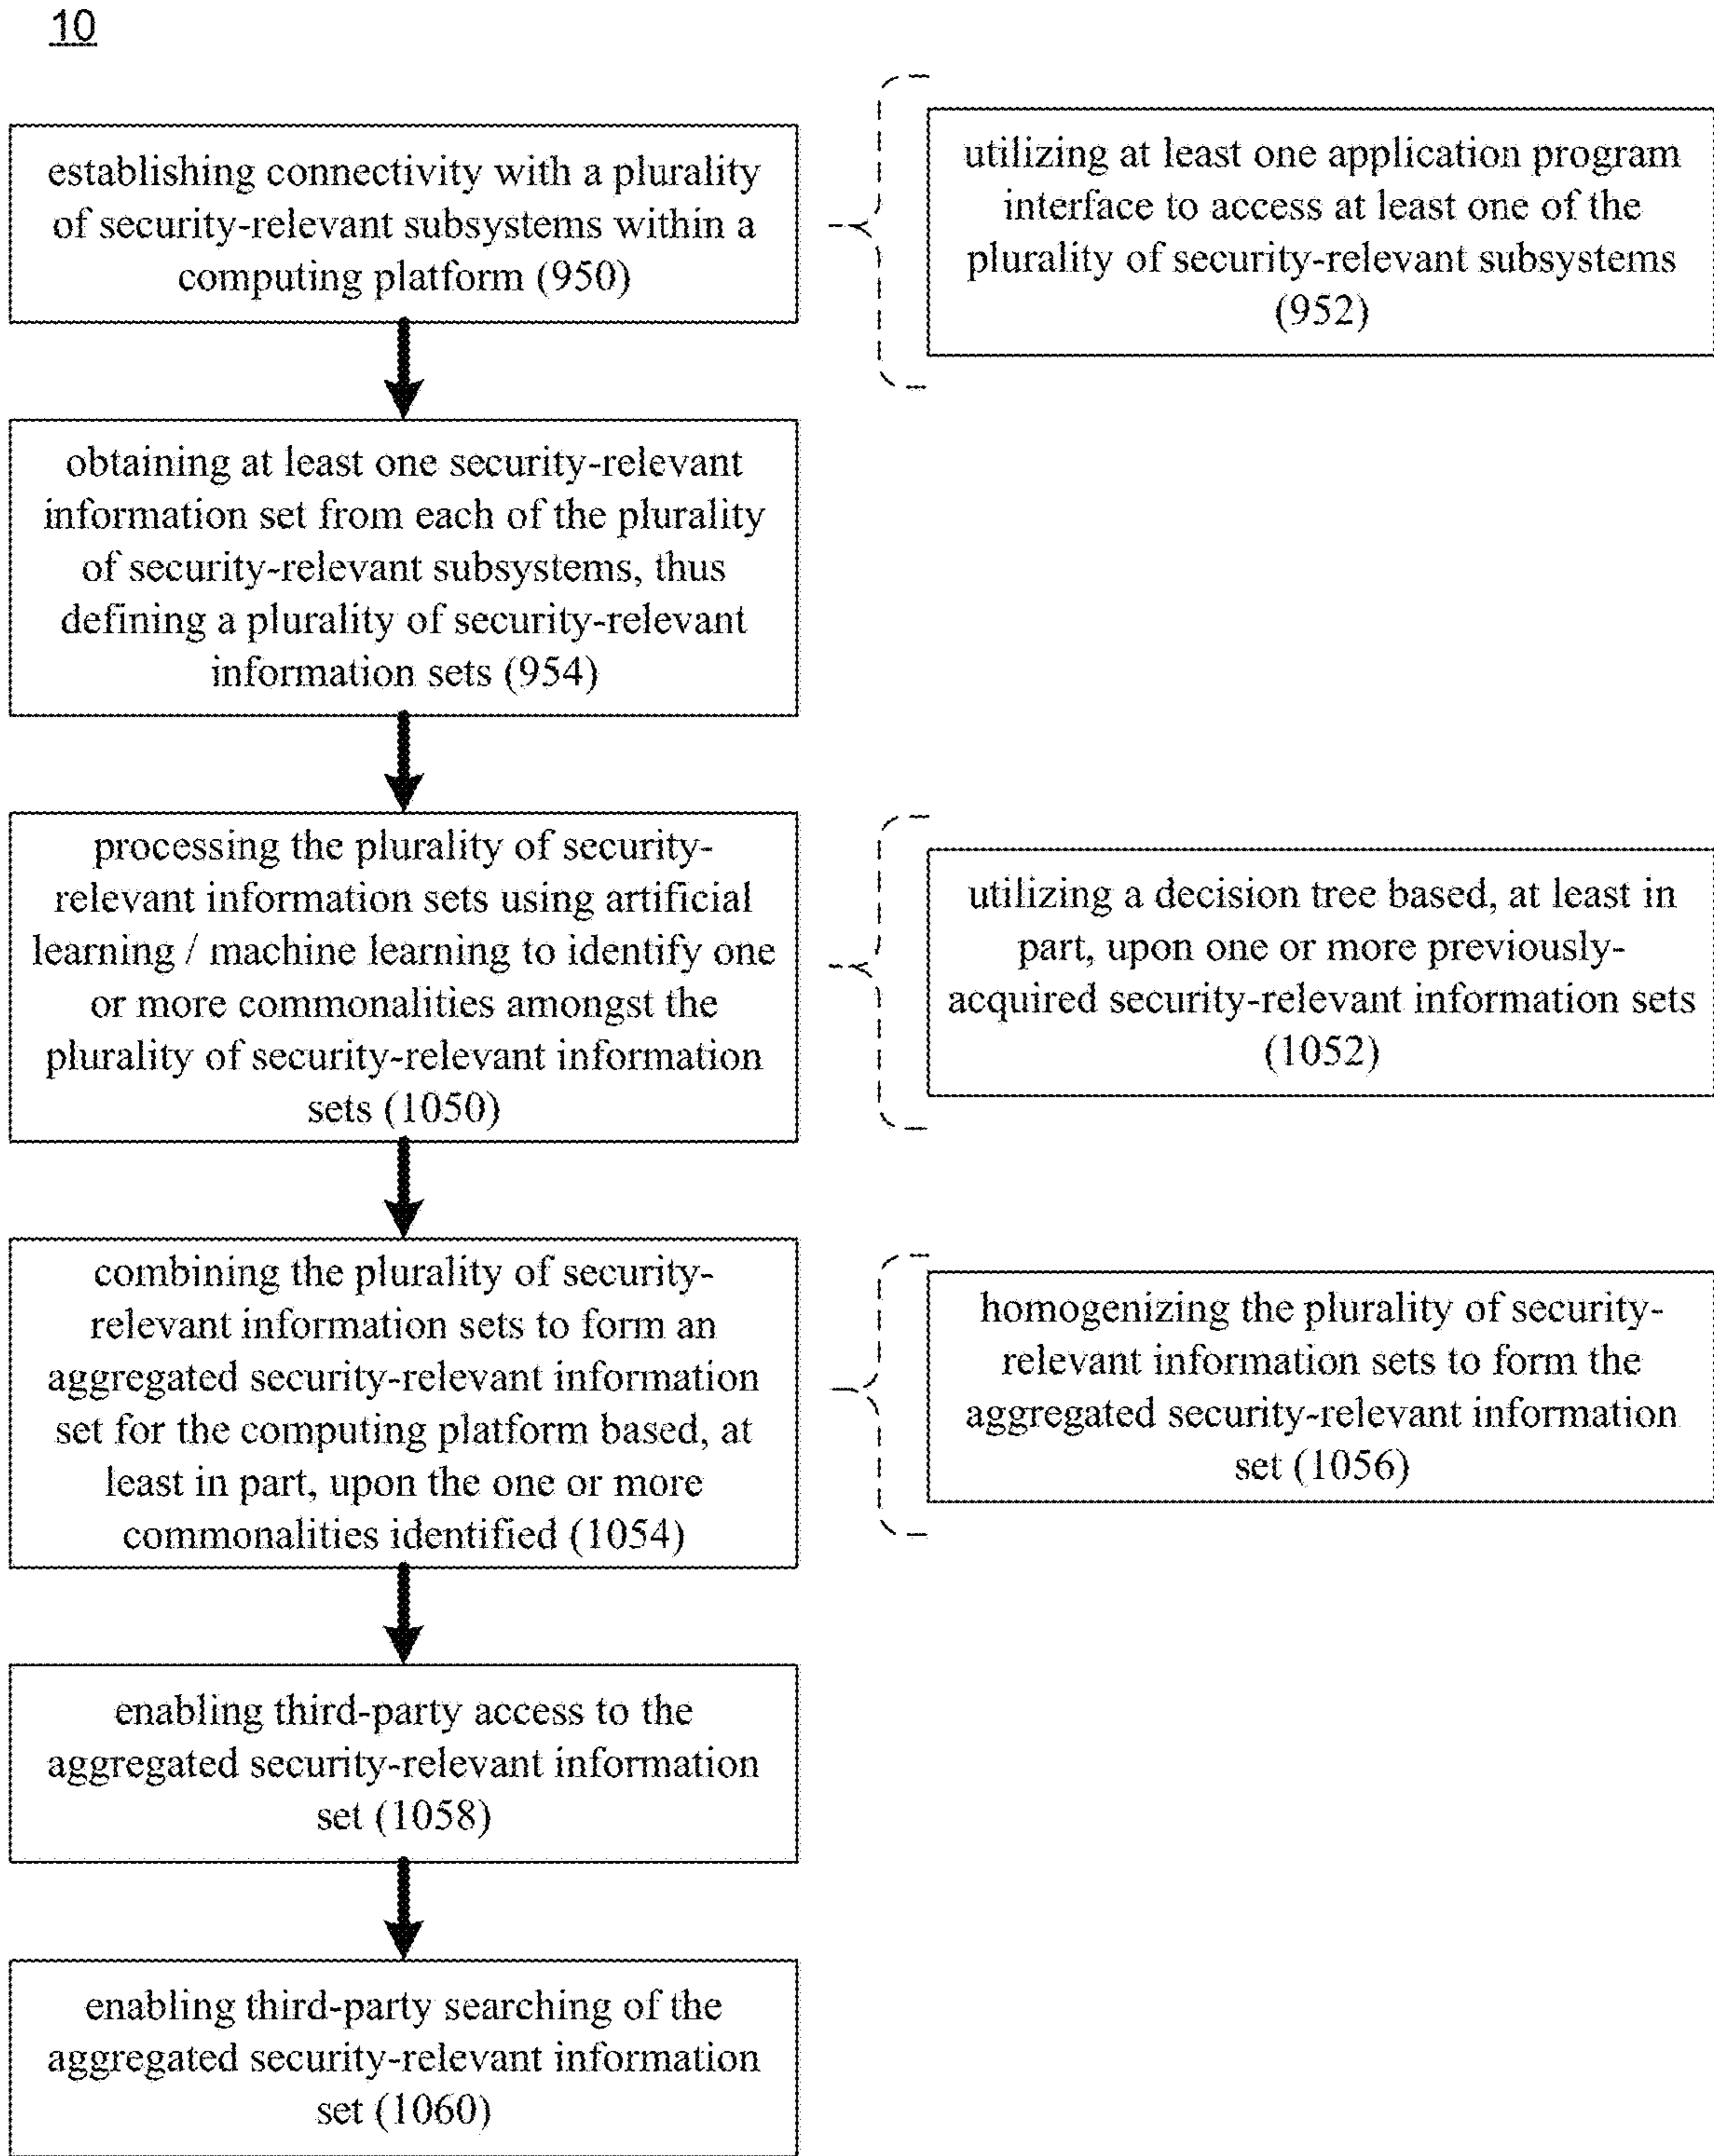 10
establishing connectivity with a plurality
of security-relevant subsystems within a
computing platform (950)
utilizing at least one application program
interface to access at least one of the
plurality of security-relevant subsystems
(952)
obtaining at least one security-relevant
information set from each of the plurality
of security-relevant subsystems, thus
defining a plurality of security-relevant
information sets (954)
processing the plurality of security-
relevant information sets using artificial
learning / machine learning to identify one
or more commonalities amongst the
plurality of security-relevant information
sets (1050)
utilizing a decision tree based, at least in
part, upon one or more previously-
acquired security-relevant information sets
(1052)
combining the plurality of security-
relevant information sets to form an
aggregated security-relevant information
set for the computing platform based, at
least in part, upon the one or more
commonalities identified (1054)
homogenizing the plurality of security-
relevant information sets to form the
aggregated security-relevant information
set (1056)
enabling third-party access to the
aggregated security-relevant information
set (1058)
enabling third-party searching of the
aggregated security-relevant information
set (1060)